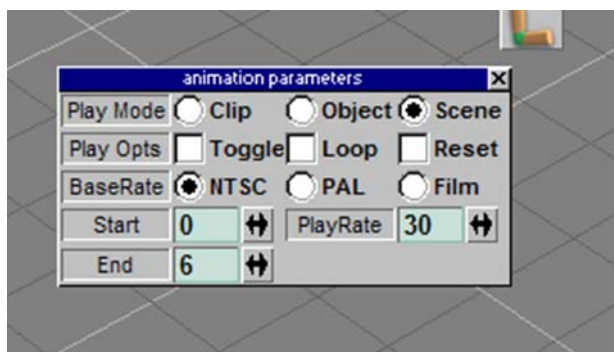 animation parameters
Play Mode Clip Object Scene
Play Opts Toggle Loop Reset
BaseRate NTSC PAL Film
Start 0 PlayRate 30
End 6